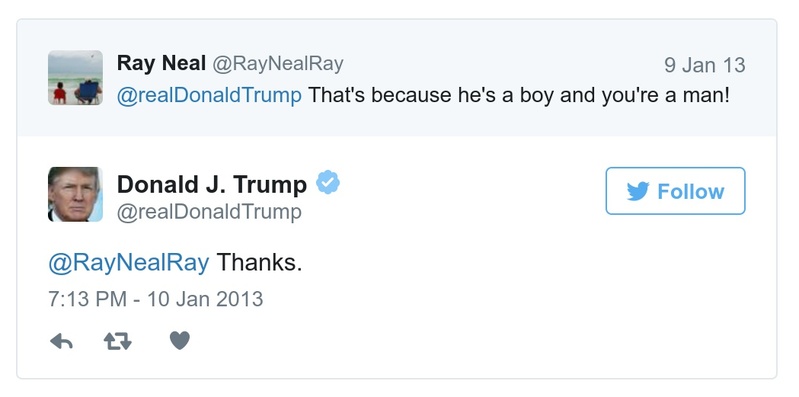 Ray Neal @RayNealRay 9 Jan 13
@realDonaldTrump That's because he's a boy and you're a man!
Donald J. Trump
@realDonaldTrump
Follow
@RayNealRay Thanks.
7:13 PM - 10 Jan 2013